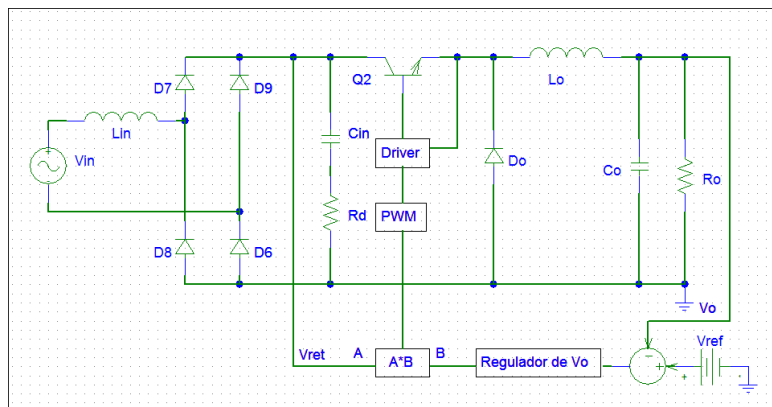 D7
D9
Q2
Lo
Lin
Cin
Vin
Driver
Do
Co
Ro
Rd
PWM
D8
D6
Vo
Vret
A
A*B
B
Regulador de Vo
−
+
+
Vref